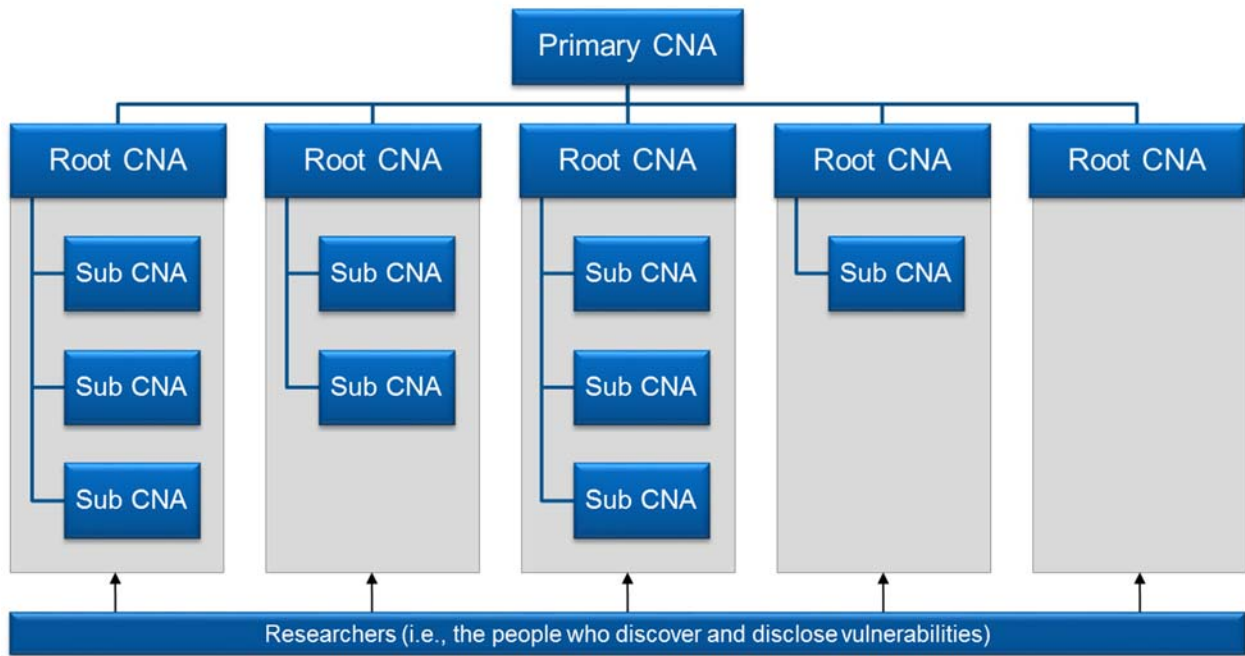 Primary CNA
Root CNA
Root CNA
Root CNA
Root CNA
Root CNA
Sub CNA
Sub CNA
Sub CNA
Sub CNA
Sub CNA
Sub CNA
Sub CNA
Sub CNA
Sub CNA
Researchers (i.e., the people who discover and disclose vulnerabilities)